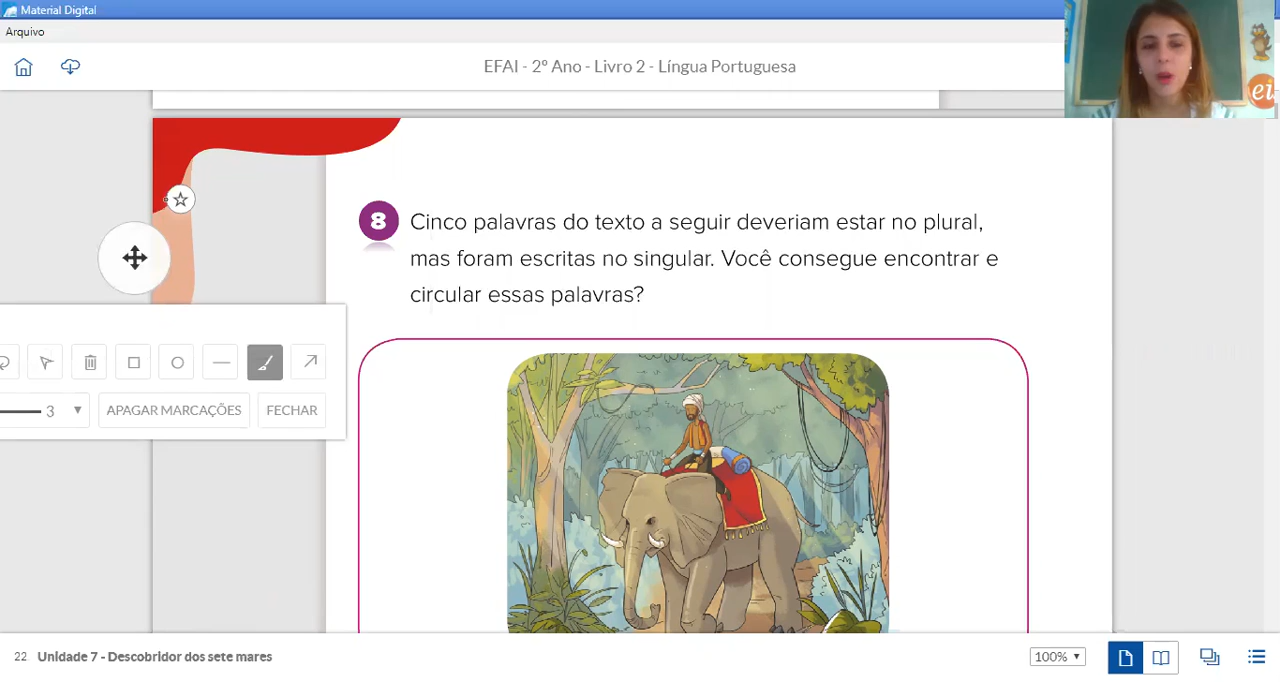 Material Digital
Arquivo
EFAI - 2º Ano - Livro 2 - Língua Portuguesa
ei
8 Cinco palavras do texto a seguir deveriam estar no plural,
mas foram escritas no singular. Você consegue encontrar e
circular essas palavras?
3 APAGAR MARCAÇÕES FECHAR
22 Unidade 7 - Descobridor dos sete mares
100%